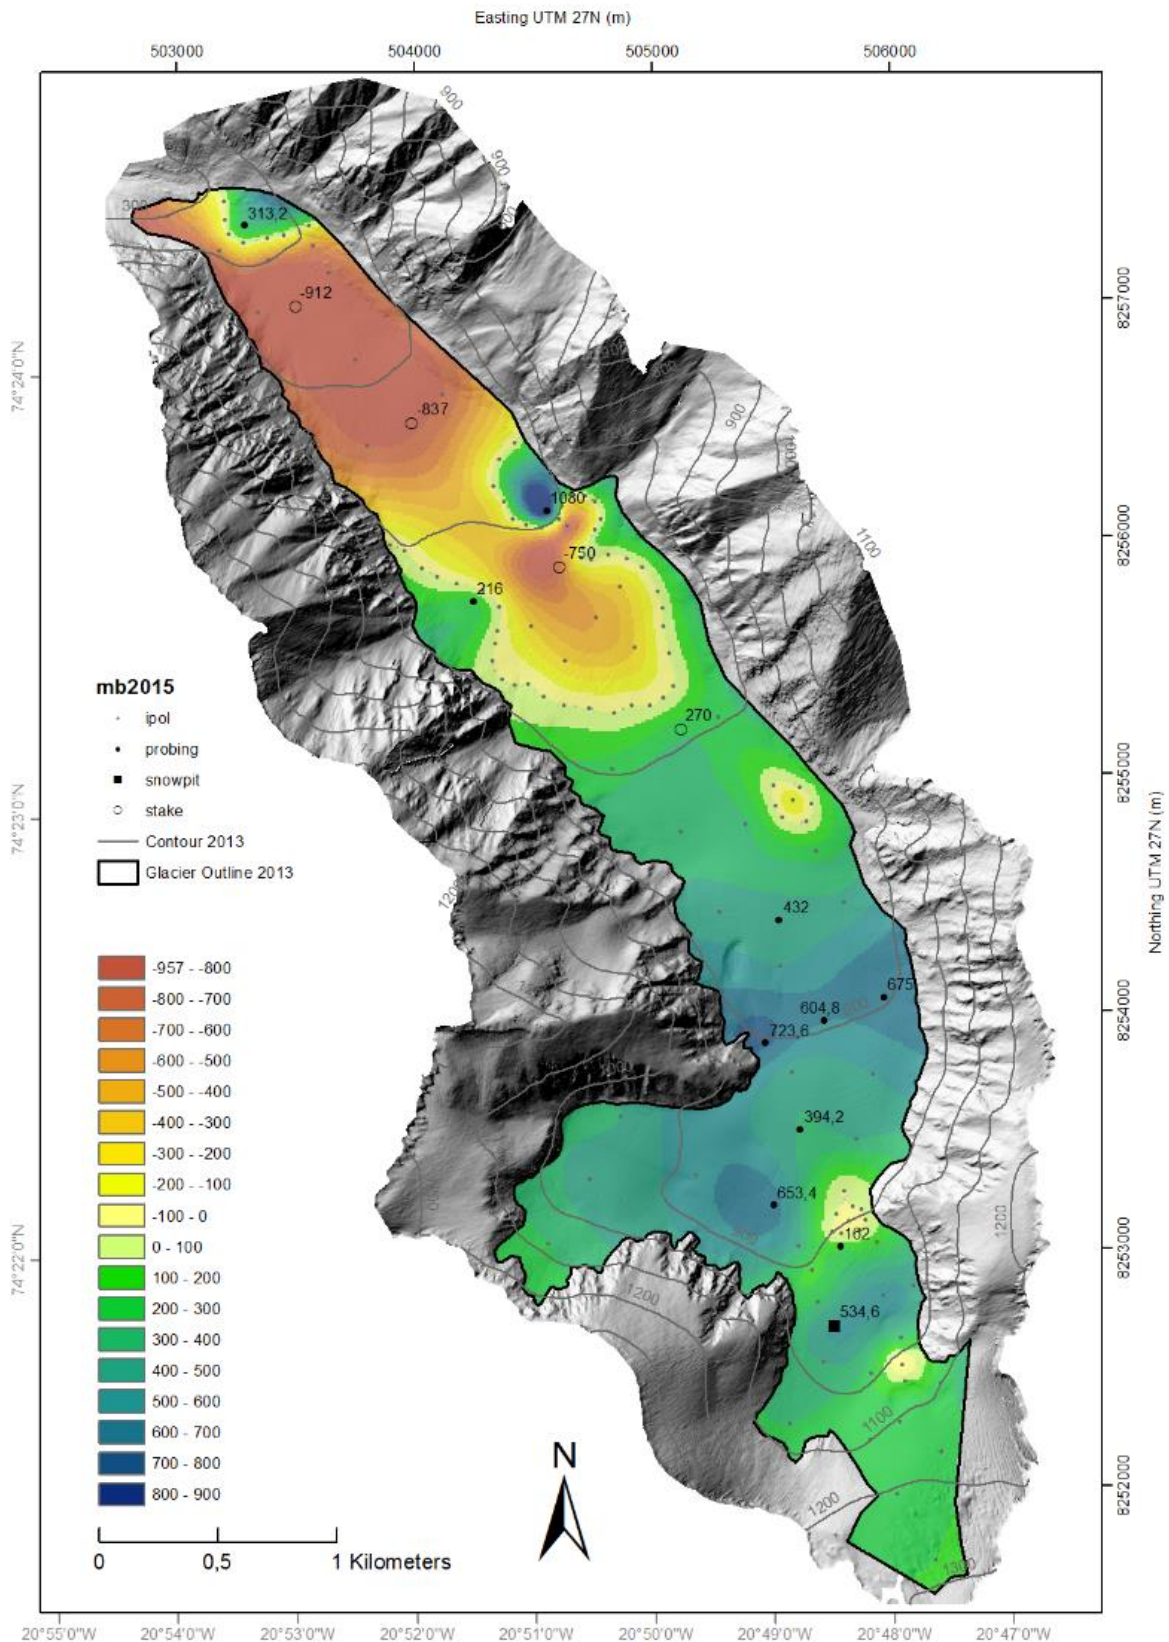 Easting UTM 27N (m)
503000 504000 505000 506000
900
900
300
313,2
-912
8257000
74°24'0"N
-837
900
1080
8256000
-750
1100
216
mb2015
ipol
probing
snowpit
stake
Contour 2013
Glacier Outline 2013
270
8255000
74°23'0"N
Northing UTM 27N (m)
1200
432
675
604,8
723,6
8254000
1000
394,2
653,4
162
1200
8253000
74°22'0"N
1200
534,6
-957 - -800
-800 - -700
-700 - -600
-600 - -500
-500 - -400
-400 - -300
-300 - -200
-200 - -100
-100 - 0
0 - 100
100 - 200
200 - 300
300 - 400
400 - 500
500 - 600
600 - 700
700 - 800
800 - 900
1100
N
1200
8252000
0 0,5 1 Kilometers
1300
20°55'0"W 20°54'0"W 20°53'0"W 20°52'0"W 20°51'0"W 20°50'0"W 20°49'0"W 20°48'0"W 20°47'0"W